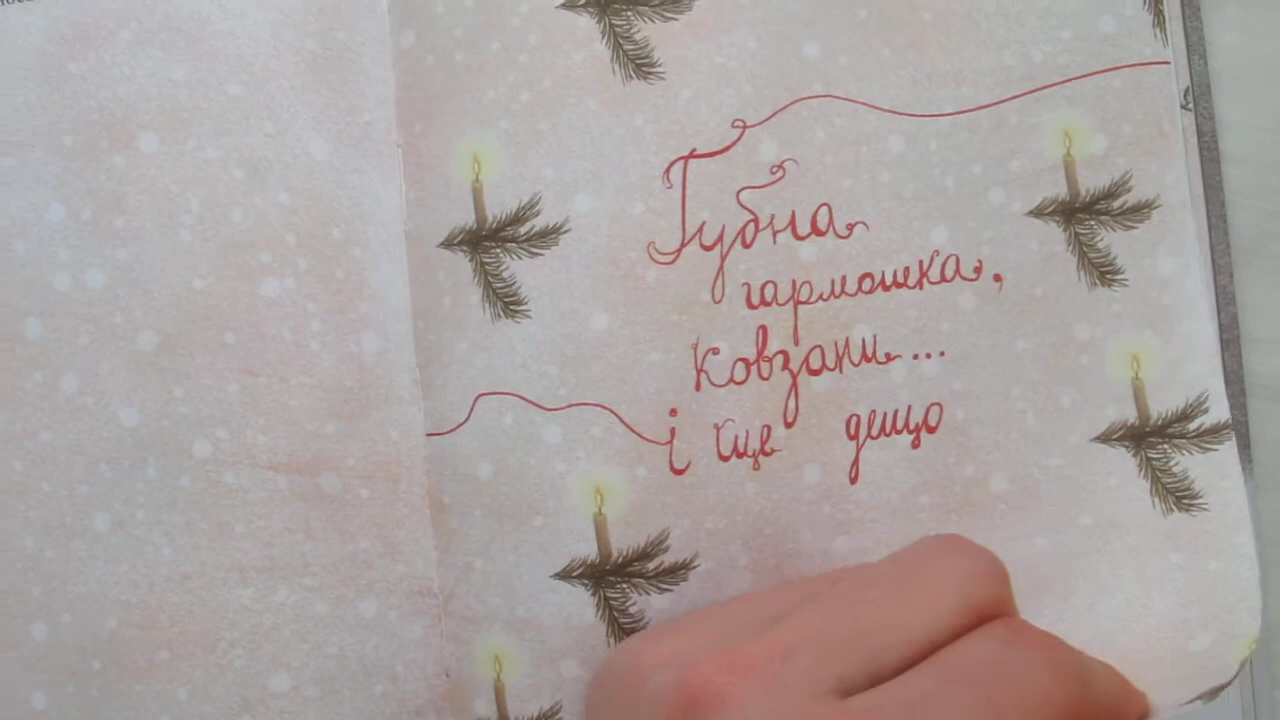 Губна
гармошка,
ковзани...
і ще дещо